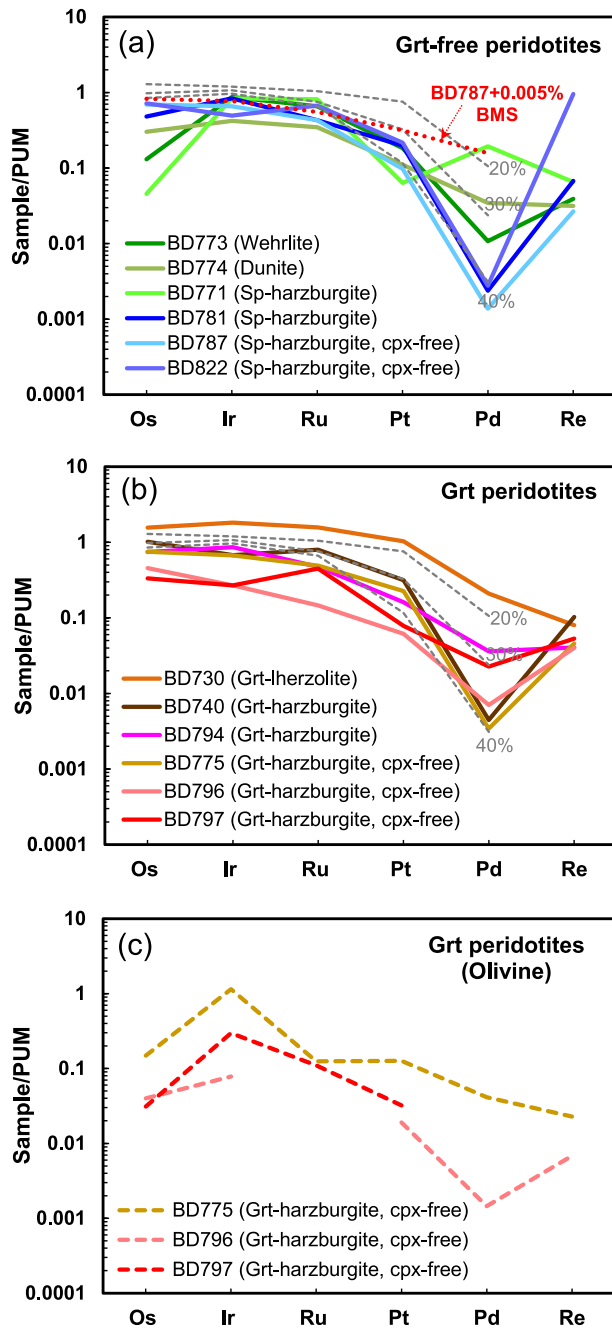 (a)
Grt-free peridotites
BD787+0.005%
BMS
20%
30%
40%
Sample/PUM
10
1
0.1
0.01
0.001
0.0001
BD773 (Wehrlite)
BD774 (Dunite)
BD771 (Sp-harzburgite)
BD781 (Sp-harzburgite)
BD787 (Sp-harzburgite, cpx-free)
BD822 (Sp-harzburgite, cpx-free)
Os Ir Ru Pt Pd Re
(b)
Grt peridotites
20%
30%
40%
Sample/PUM
10
1
0.1
0.01
0.001
0.0001
BD730 (Grt-lherzolite)
BD740 (Grt-harzburgite)
BD794 (Grt-harzburgite)
BD775 (Grt-harzburgite, cpx-free)
BD796 (Grt-harzburgite, cpx-free)
BD797 (Grt-harzburgite, cpx-free)
Os Ir Ru Pt Pd Re
(c)
Grt peridotites
(Olivine)
Sample/PUM
10
1
0.1
0.01
0.001
0.0001
BD775 (Grt-harzburgite, cpx-free)
BD796 (Grt-harzburgite, cpx-free)
BD797 (Grt-harzburgite, cpx-free)
Os Ir Ru Pt Pd Re